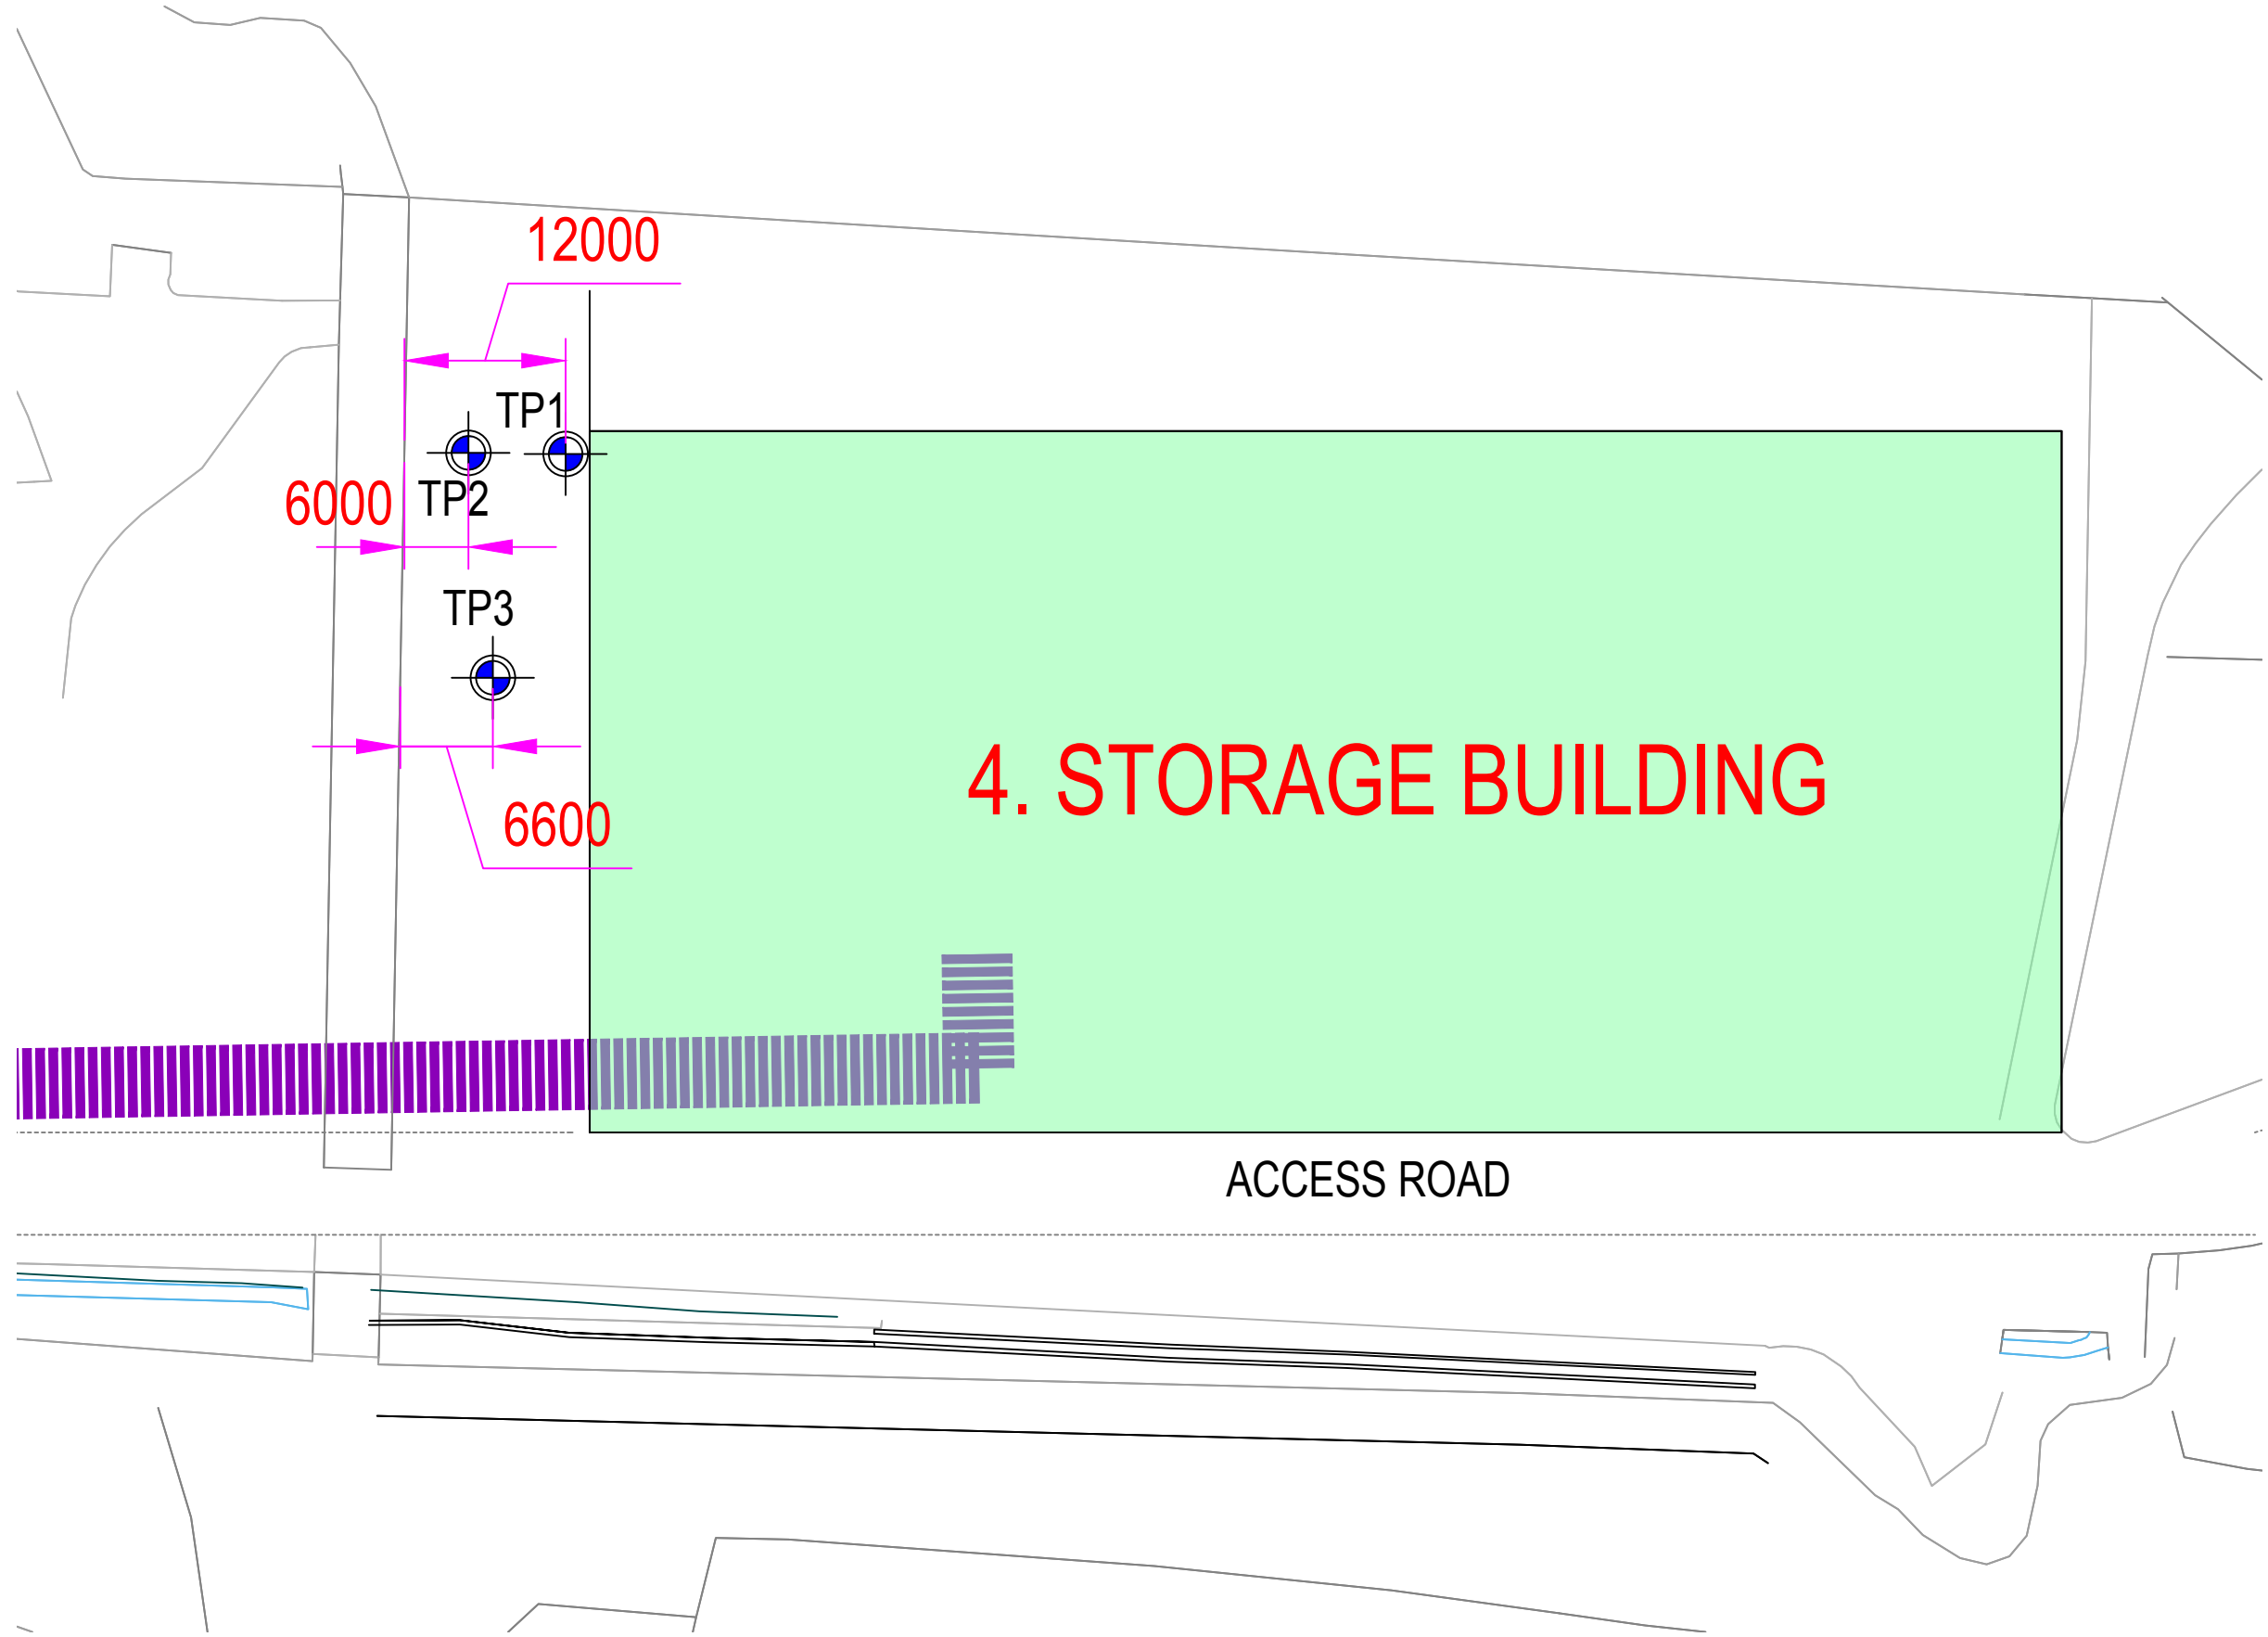 12000
TP1
6000
TP2
TP3
6600
4. STORAGE BUILDING
ACCESS ROAD